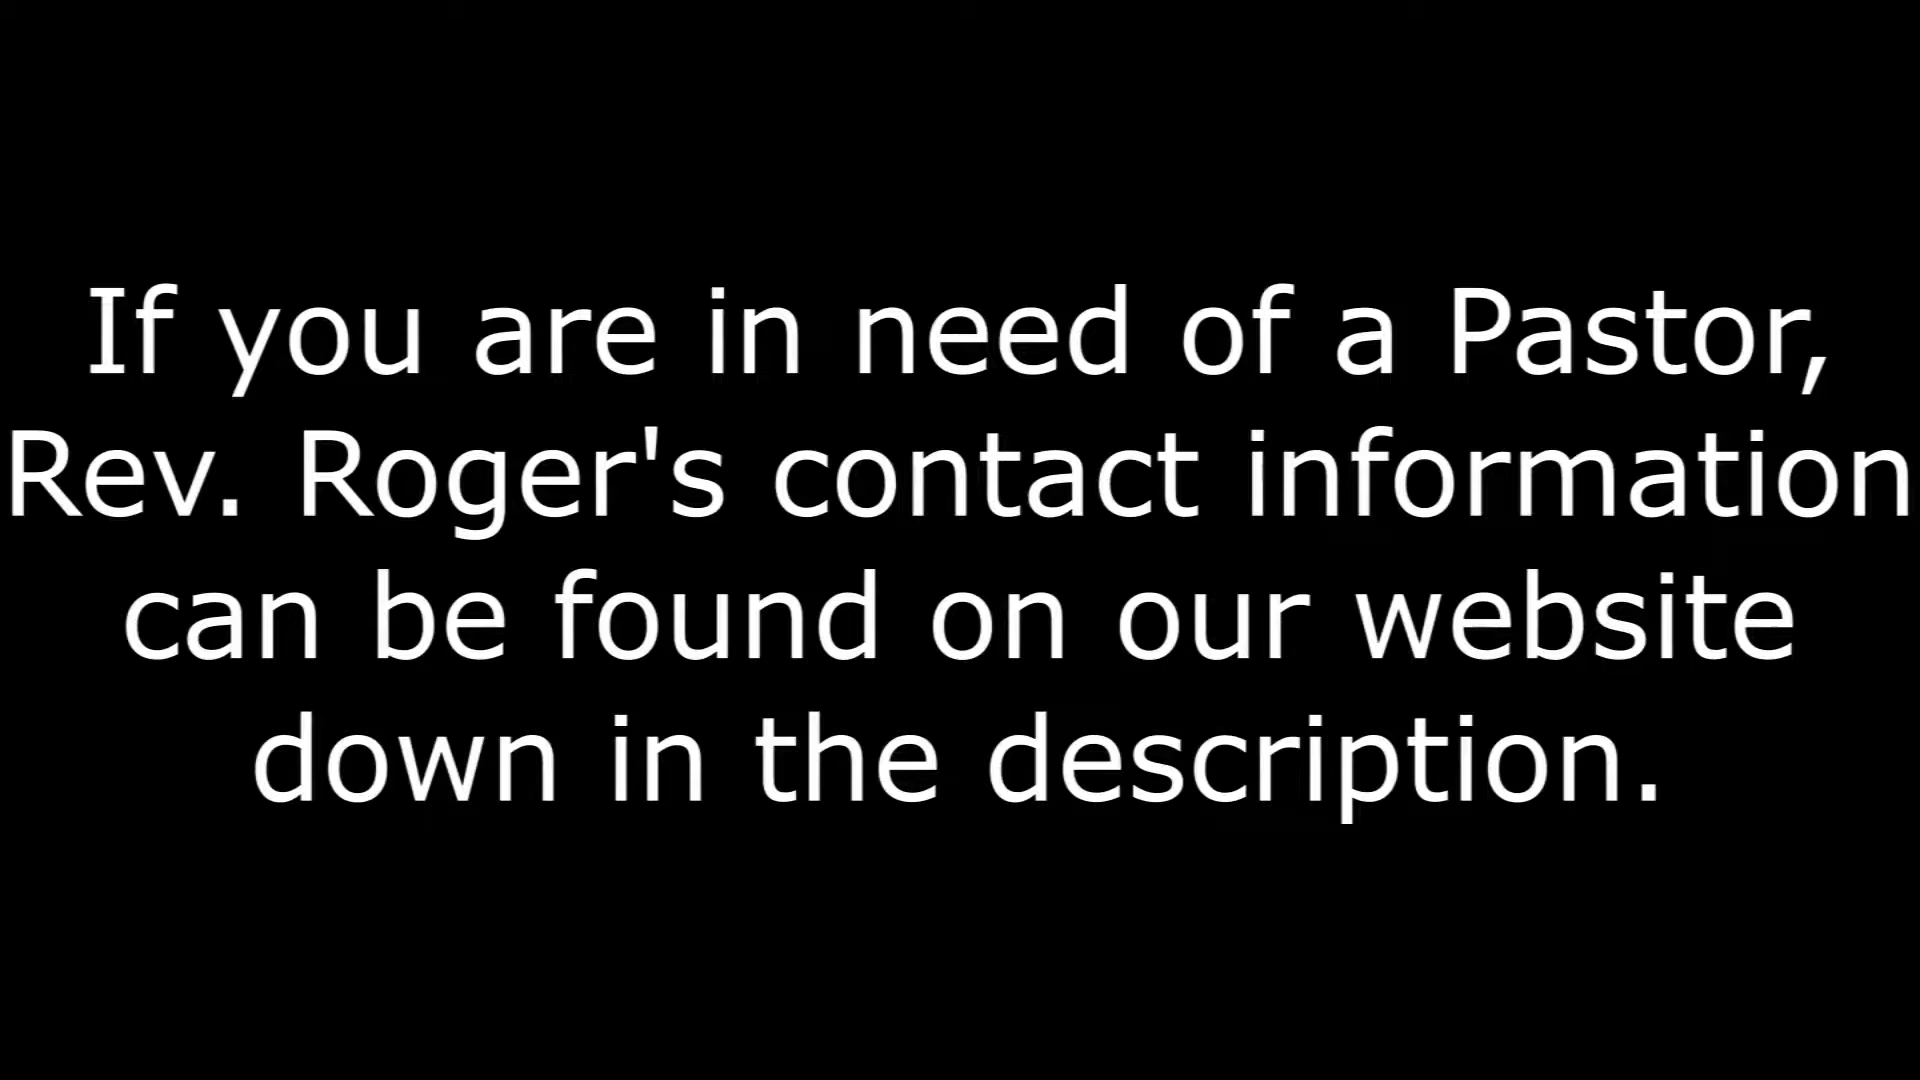 If you are in need of a Pastor,
Rev. Roger's contact information
can be found on our website
down in the description.